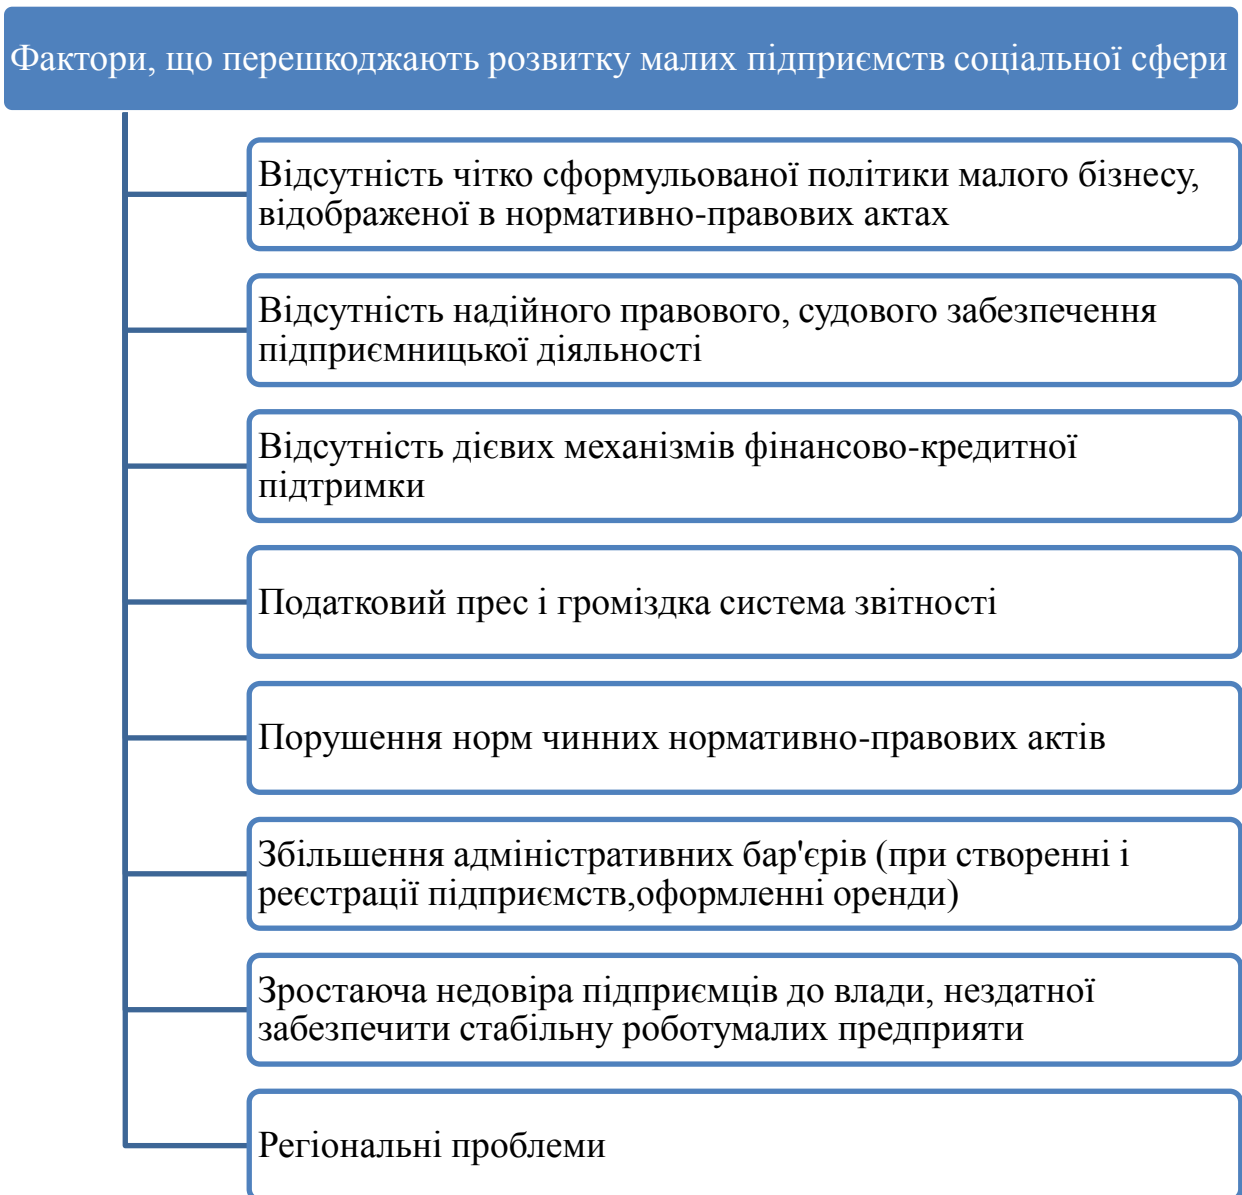 Фактори, що перешкоджають розвитку малих підприємств соціальної сфери
Відсутність чітко сформульованої політики малого бізнесу,
відображеної в нормативно-правових актах
Відсутність надійного правового, судового забезпечення
підприємницької діяльності
Відсутність дієвих механізмів фінансово-кредитної
підтримки
Податковий прес і громіздка система звітності
Порушення норм чинних нормативно-правових актів
Збільшення адміністративних бар'єрів (при створенні і
реєстрації підприємств,оформленні оренди)
Зростаюча недовіра підприємців до влади, нездатної
забезпечити стабільну роботумалих предприяти
Регіональні проблеми